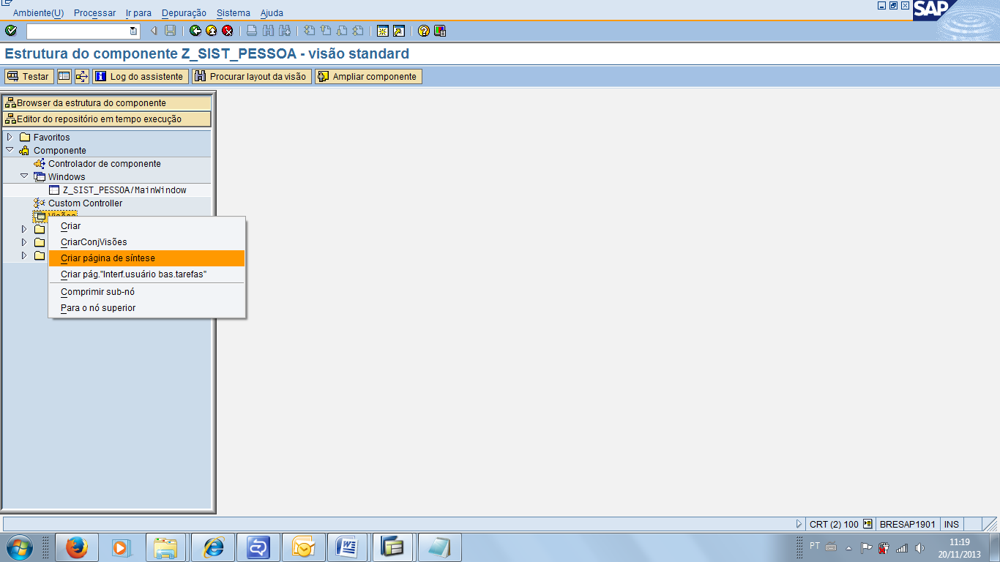 Ambiente(U) Processar Ir para Depuração Sistema Ajuda
SAP
Estrutura do componente Z_SIST_PESSOA - visão standard
Testar Log do assistente Procurar layout da visão Ampliar componente
Browser da estrutura do componente
Editor do repositório em tempo execução
Favoritos
Componente
Controlador de componente
Windows
Z_SIST_PESSOA/MainWindow
Custom Controller
Visões
Criar
CriarConjVisões
Criar página de síntese
Criar pág."Interf.usuário bas.tarefas"
Comprimir sub-nó
Para o nó superior
CRT (2) 100 BRESAP1901 INS
PT 11:19
20/11/2013